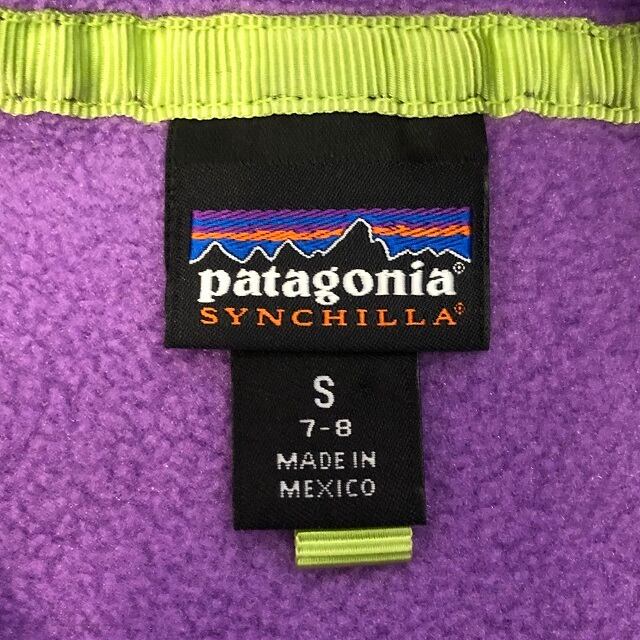 patagonia®
SYNCHILLA®
S
7-8
MADE IN
MEXICO